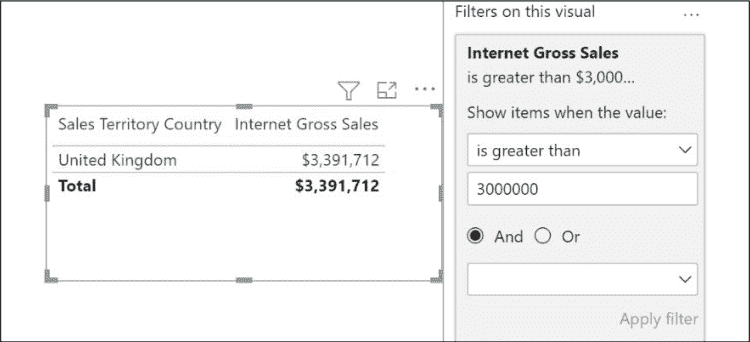 Filters on this visual
Internet Gross Sales
is greater than $3,000...
Show items when the value:
is greater than
3000000
And Or
Apply filter
Sales Territory Country Internet Gross Sales
United Kingdom $3,391,712
Total $3,391,712